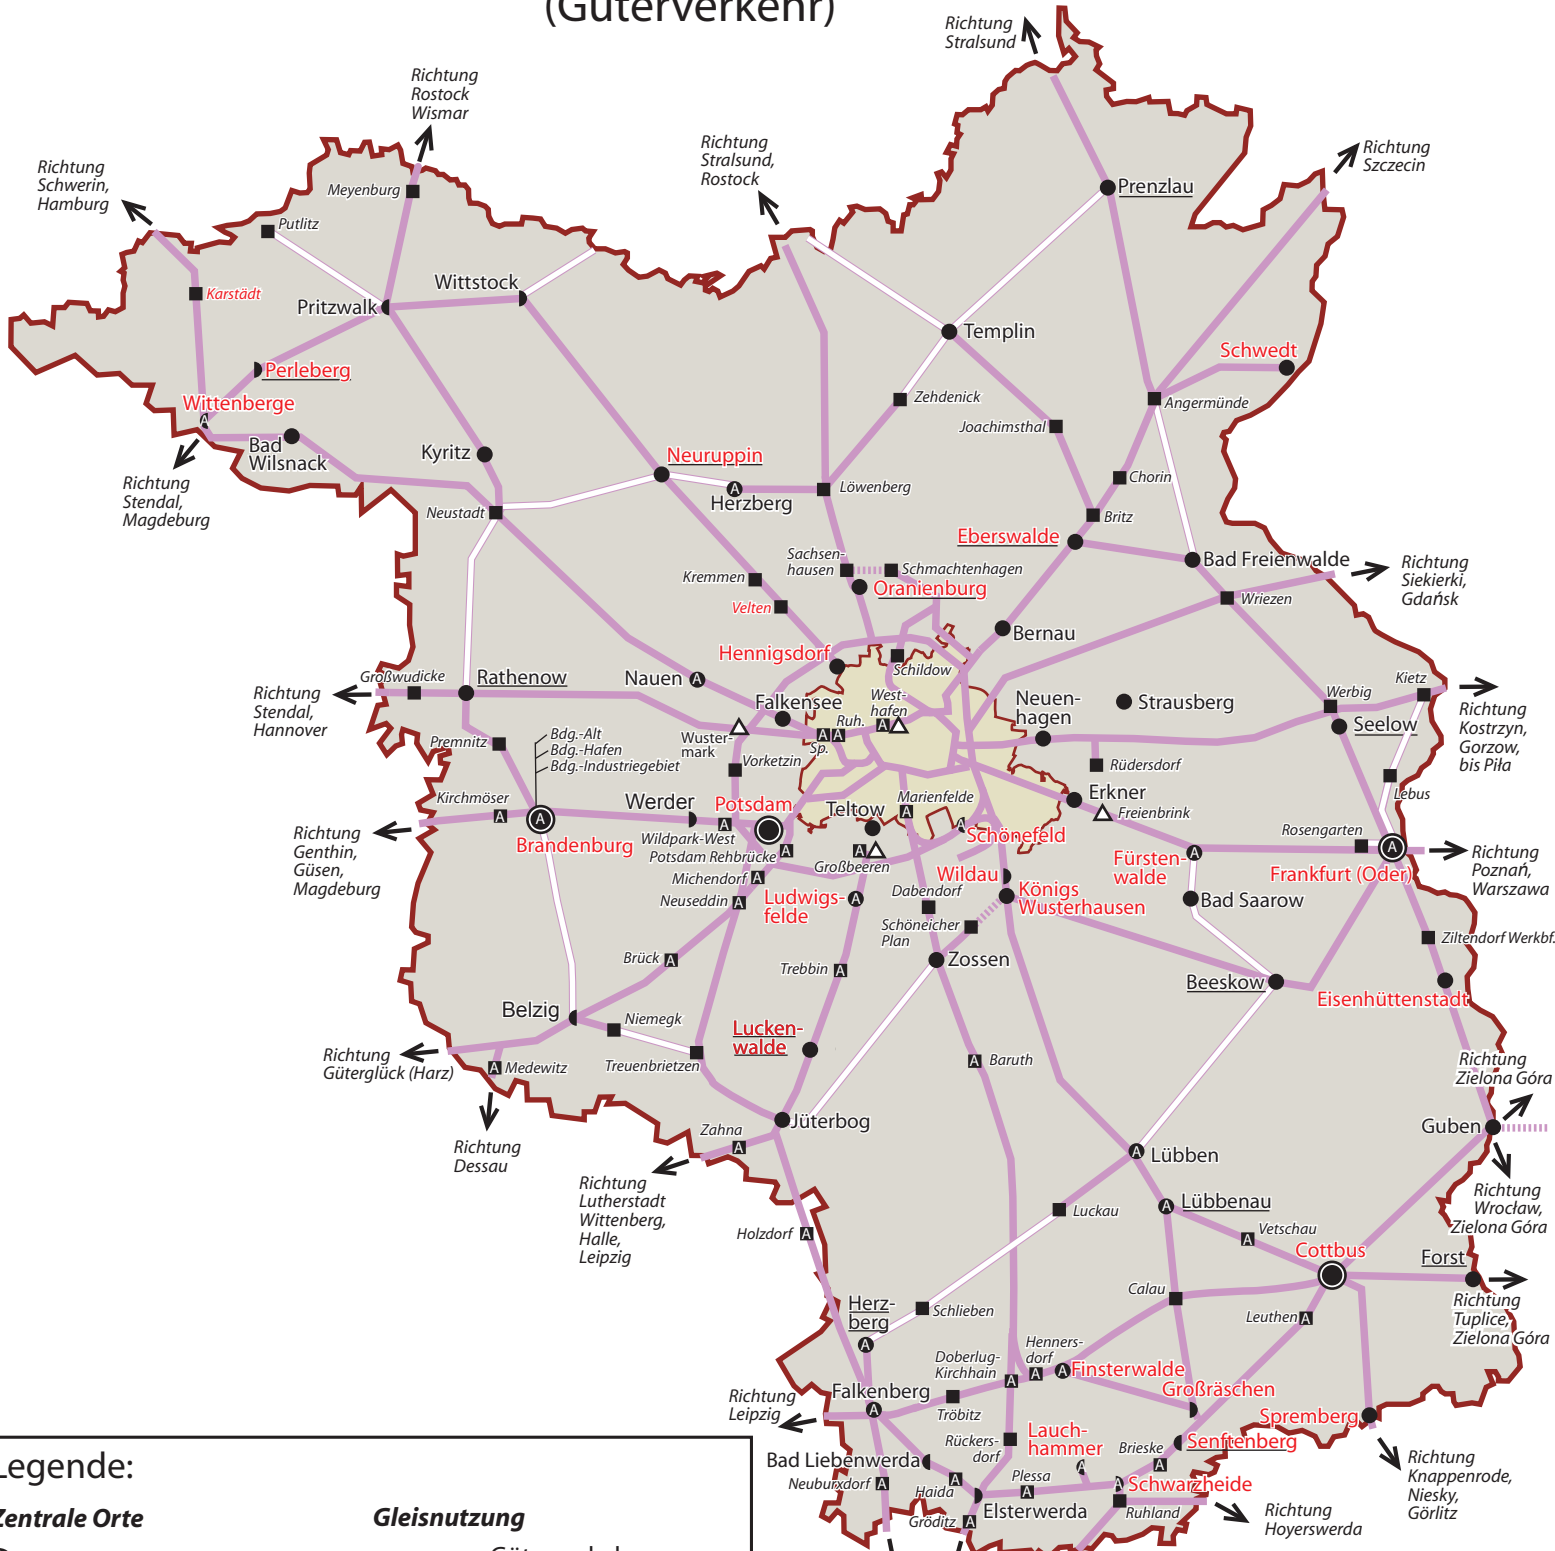 (Güterverkehr)
Richtung
Stralsund
Richtung
Rostock
Wismar
Richtung
Stralsund,
Rostock
Richtung
Szczecin
Richtung
Schwerin,
Hamburg
Meyenburg
Prenzlau
Putlitz
Wittstock
Karstädt
Pritzwalk
Templin
Schwedt
Perleberg
Wittenberge
Zehdenick
Angermünde
Joachimsthal
Bad
Wilsnack
Kyritz
Neuruppin
Richtung
Stendal,
Magdeburg
Herzberg
Löwenberg
Chorin
Neustadt
Britz
Eberswalde
Sachsen-
hausen
Schmachtenhagen
Bad Freienwalde
Richtung
Siekierki,
Gdańsk
Kremmen
Oranienburg
Velten
Wriezen
Bernau
Hennigsdorf
Schildow
Großwudicke
Rathenow
Nauen
Kietz
Richtung
Stendal,
Hannover
Falkensee
West-
hafen
Ruh.
Sp.
Neuen-
hagen
Strausberg
Werbig
Seelow
Richtung
Kostrzyn,
Gorzow,
bis Piła
Premnitz
Bdg.-Alt
Bdg.-Hafen
Bdg.-Industriegebiet
Wuster-
mark
Vorketzin
Rüdersdorf
Lebus
Kirchmöser
Werder
Potsdam
Teltow
Marienfelde
Erkner
Freienbrink
Richtung
Genthin,
Güsen,
Magdeburg
Brandenburg
Wildpark-West
Potsdam Rehbrücke
Schönefeld
Rosengarten
Richtung
Poznań,
Warszawa
Michendorf
Großbeeren
Fürsten-
walde
Frankfurt (Oder)
Neuseddin
Ludwigs-
felde
Dabendorf
Wildau
Königs
Wusterhausen
Bad Saarow
Schöneicher
Plan
Ziltendorf Werkbf.
Brück
Trebbin
Zossen
Beeskow
Eisenhüttenstadt
Belzig
Niemegk
Lucken-
walde
Richtung
Güterglück (Harz)
Medewitz
Treuenbrietzen
Baruth
Richtung
Zielona Góra
Richtung
Dessau
Zahna
Jüterbog
Guben
Lübben
Richtung
Lutherstadt
Wittenberg,
Halle,
Leipzig
Luckau
Lübbenau
Richtung
Wrocław,
Zielona Góra
Holzdorf
Vetschau
Cottbus
Forst
Calau
Herz-
berg
Schlieben
Leuthen
Richtung
Tuplice,
Zielona Góra
Doberlug-
Kirchhain
Henners-
dorf
Finsterwalde
Großräschen
Richtung
Leipzig
Falkenberg
Tröbitz
Spremberg
Rückers-
dorf
Lauch-
hammer
Brieske
Senftenberg
Bad Liebenwerda
Neuburxdorf
Haida
Plessa
Schwarzheide
Richtung
Knappenrode,
Niesky,
Görlitz
Elsterwerda
Ruhland
Gröditz
Richtung
Hoyerswerda
Legende:
Zentrale Orte
Gleisnutzung